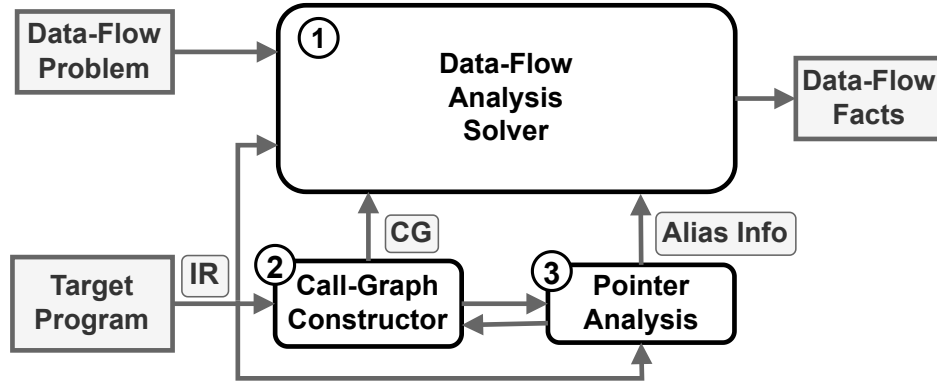 Data-Flow
Problem
1
Data-Flow
Analysis
Solver
Data-Flow
Facts
CG
Alias Info
Target
Program
IR
2
Call-Graph
Constructor
3
Pointer
Analysis